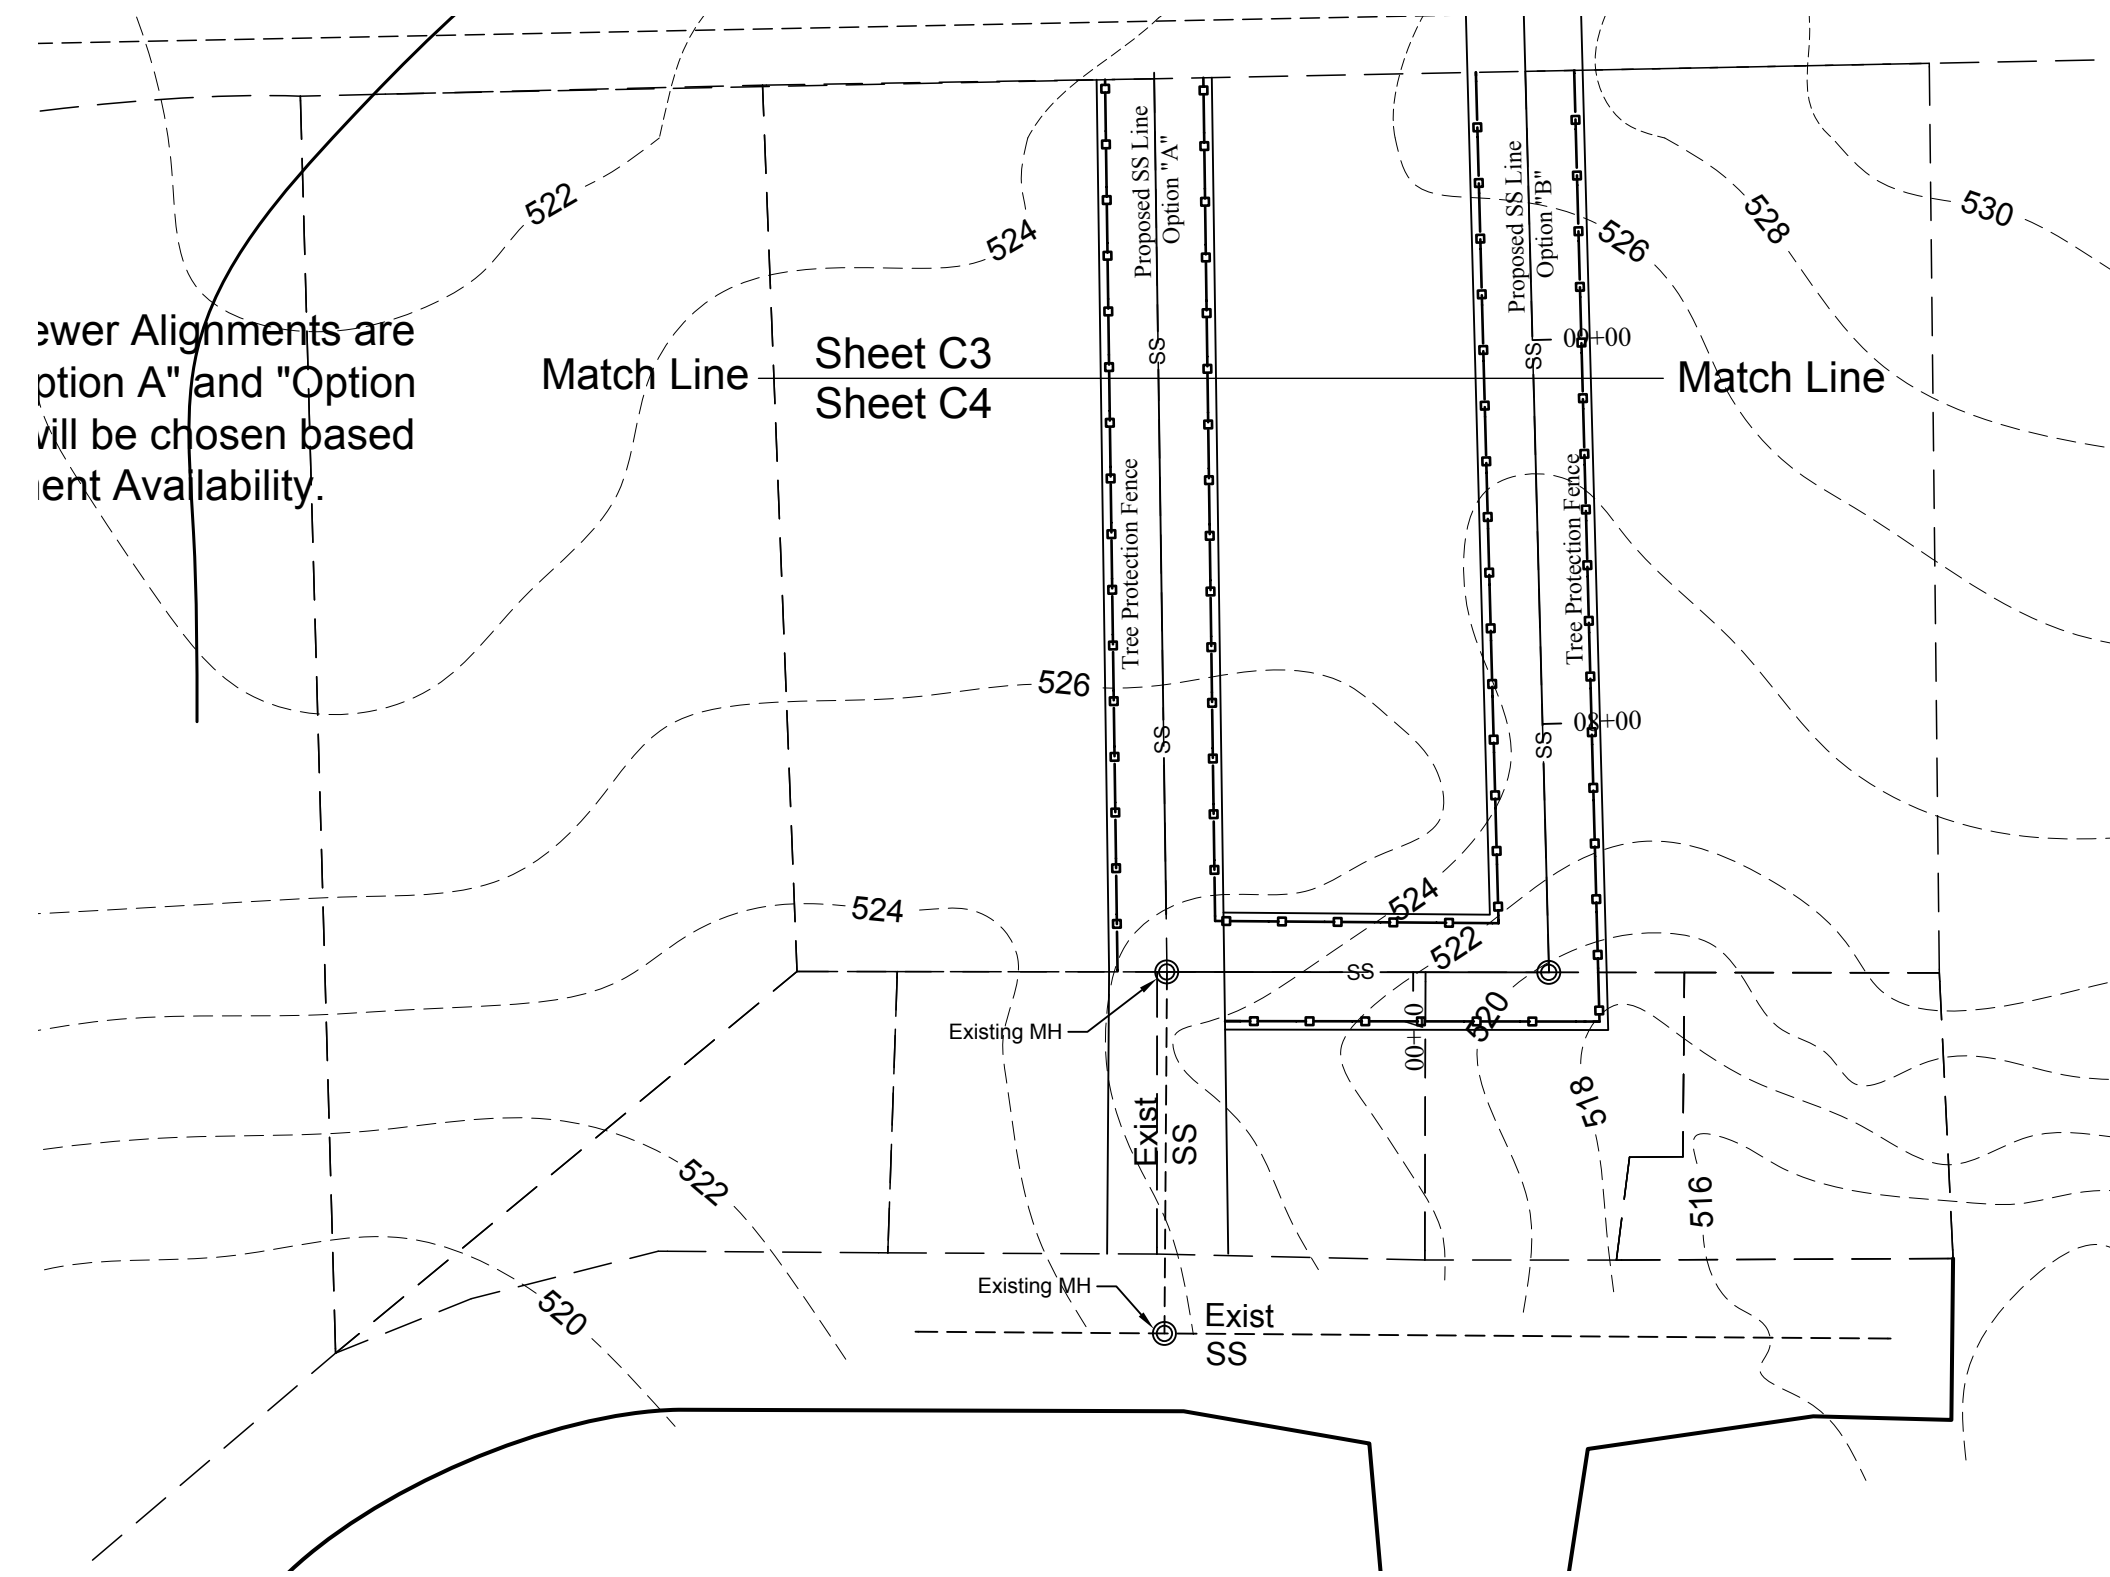 522
524
Proposed SS Line
Option "A"
Proposed SS Line
Option "B"
526
528
530
ewer Alignments are
ption A" and "Option
will be chosen based
ent Availability.
Match Line
Sheet C3
Sheet C4
Match Line
SS
SS
09+00
Tree Protection Fence
Tree Protection Fence
526
SS
SS
08+00
524
524
522
SS
Existing MH
07+00
520
518
Exist
SS
522
516
Existing MH
520
Exist
SS